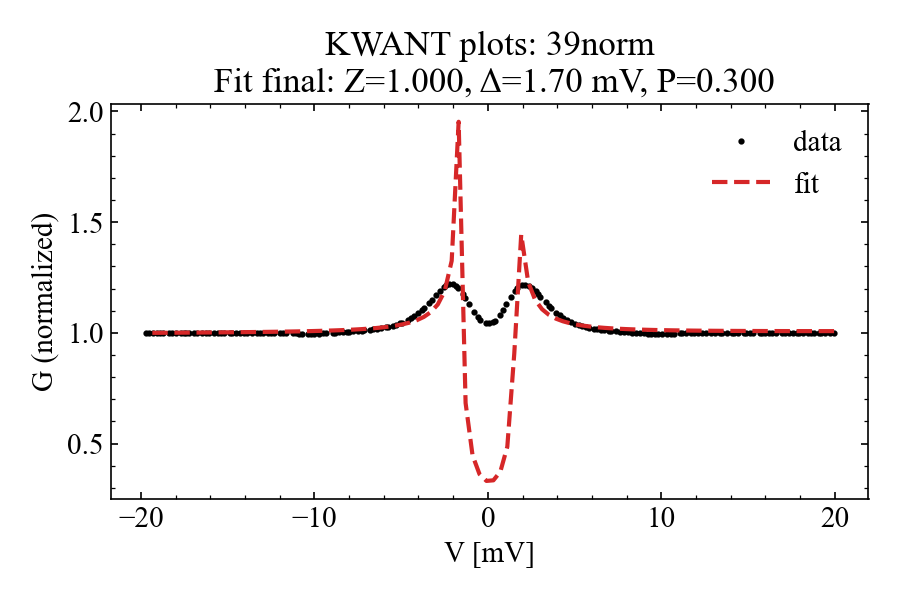 KWANT plots: 39norm
Fit final: Z=1.000, Δ=1.70 mV, P=0.300
2.0
1.5
1.0
0.5
G (normalized)
data
fit
−20
−10
0
10
20
V [mV]